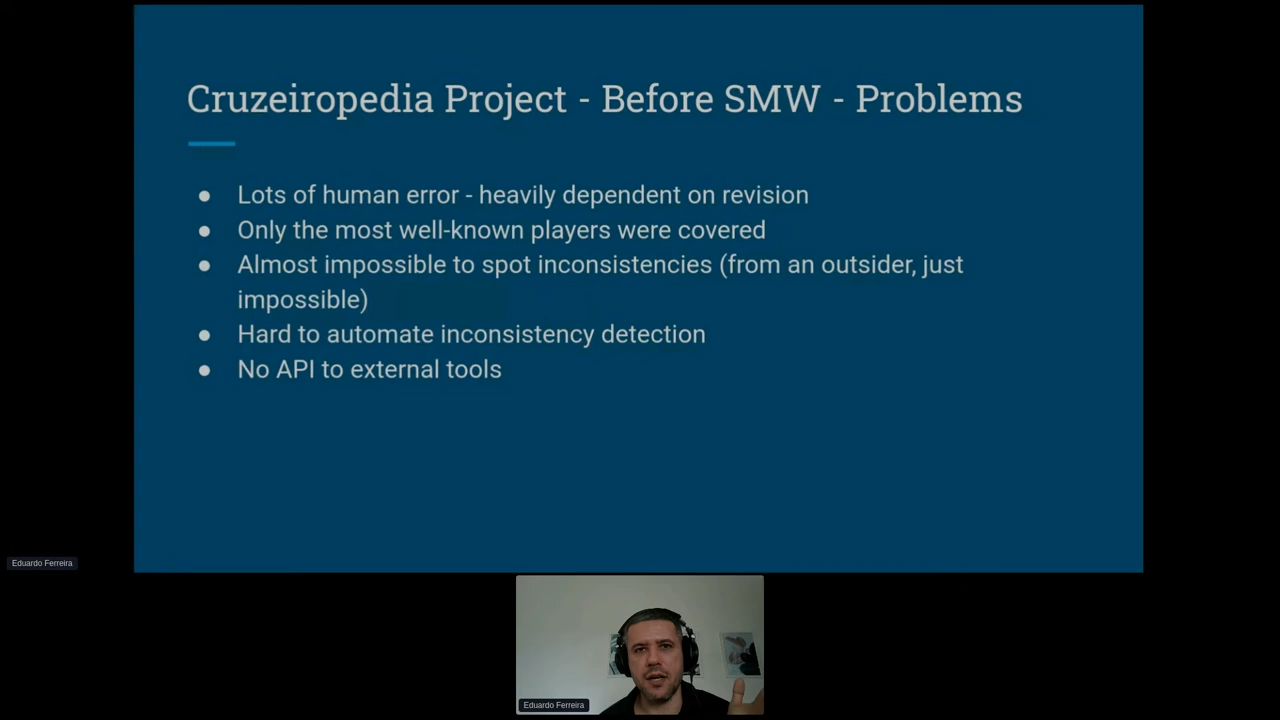 Cruzeiropedia Project - Before SMW - Problems
● Lots of human error - heavily dependent on revision
● Only the most well-known players were covered
● Almost impossible to spot inconsistencies (from an outsider, just
impossible)
● Hard to automate inconsistency detection
● No API to external tools
Eduardo Ferreira
Eduardo Ferreira